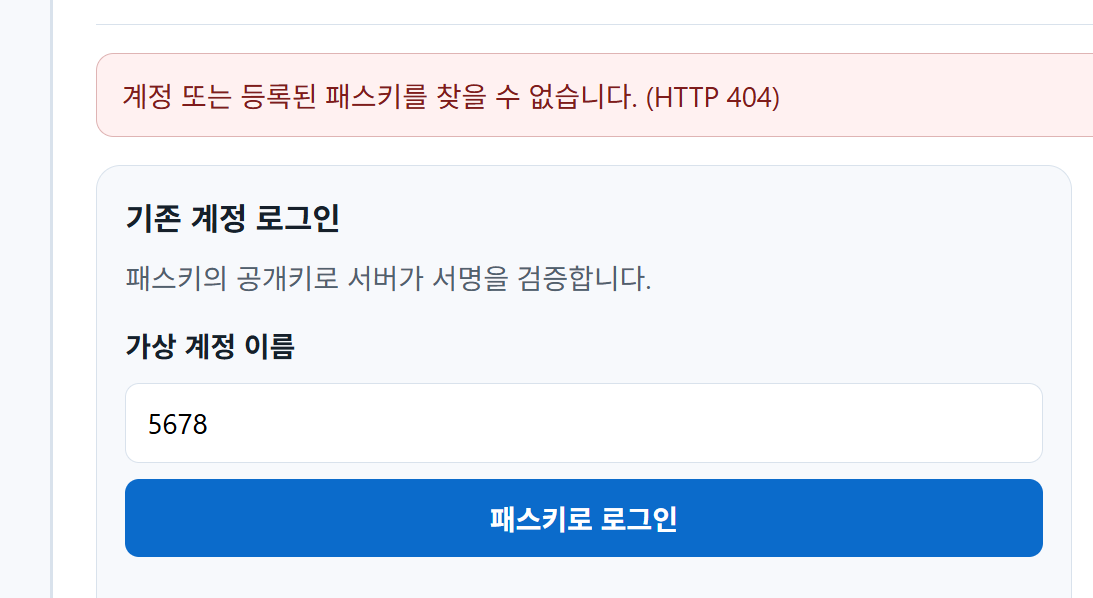 계정 또는 등록된 패스키를 찾을 수 없습니다. (HTTP 404)
기존 계정 로그인
패스키의 공개키로 서버가 서명을 검증합니다.
가상 계정 이름
5678
패스키로 로그인